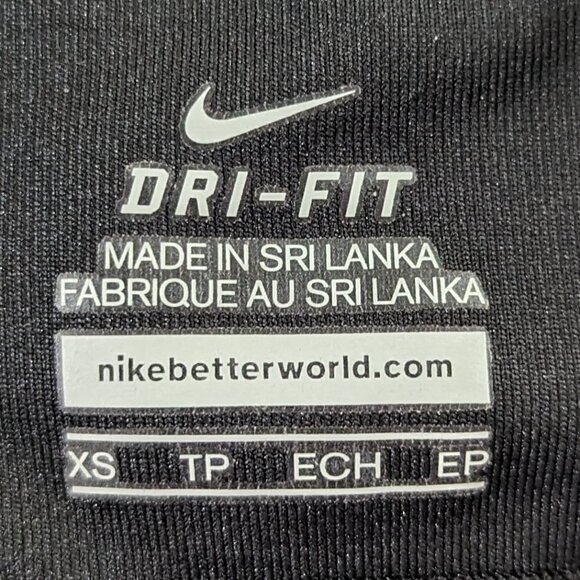 DRI-FIT
MADE IN SRI LANKA
FABRIQUE AU SRI LANKA
nikebetterworld.com
XS TP ECH EP